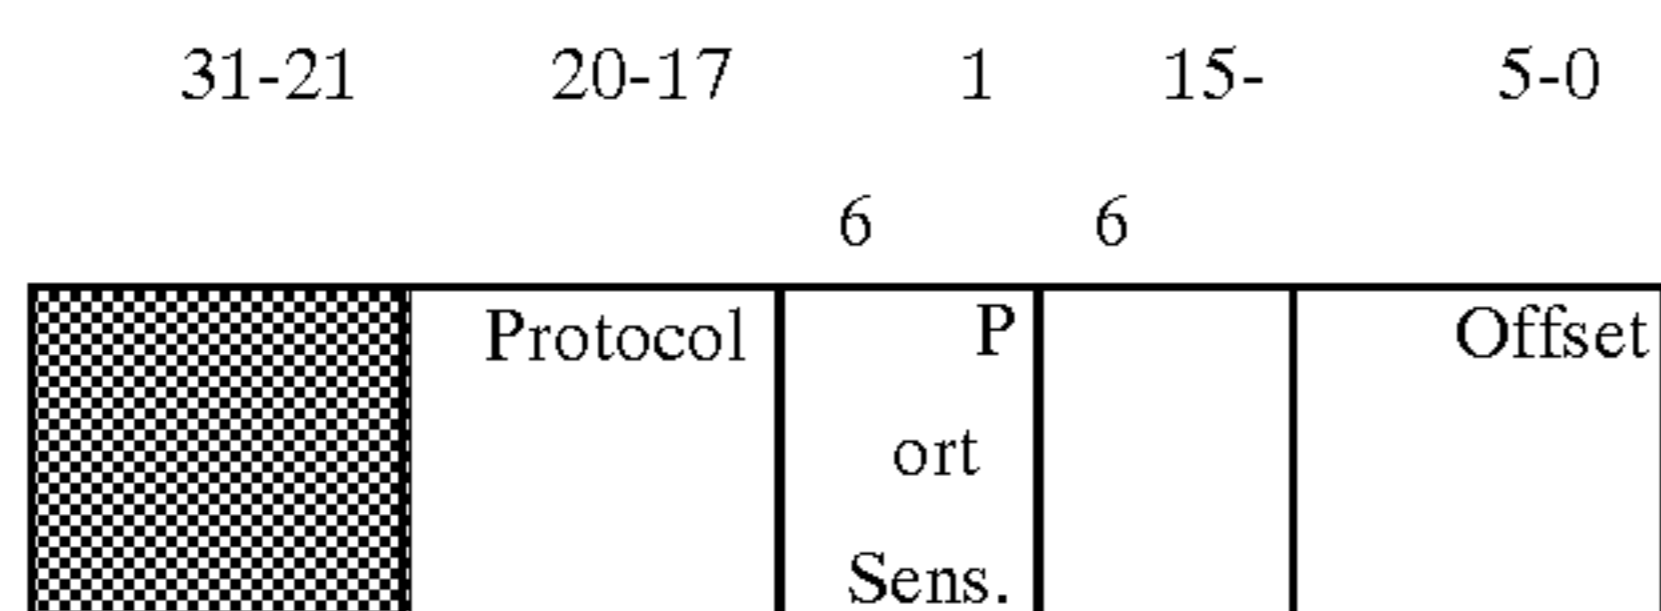 31-21 20-17 1 15- 5-0
6 6
Protocol P Offset
ort
Sens.